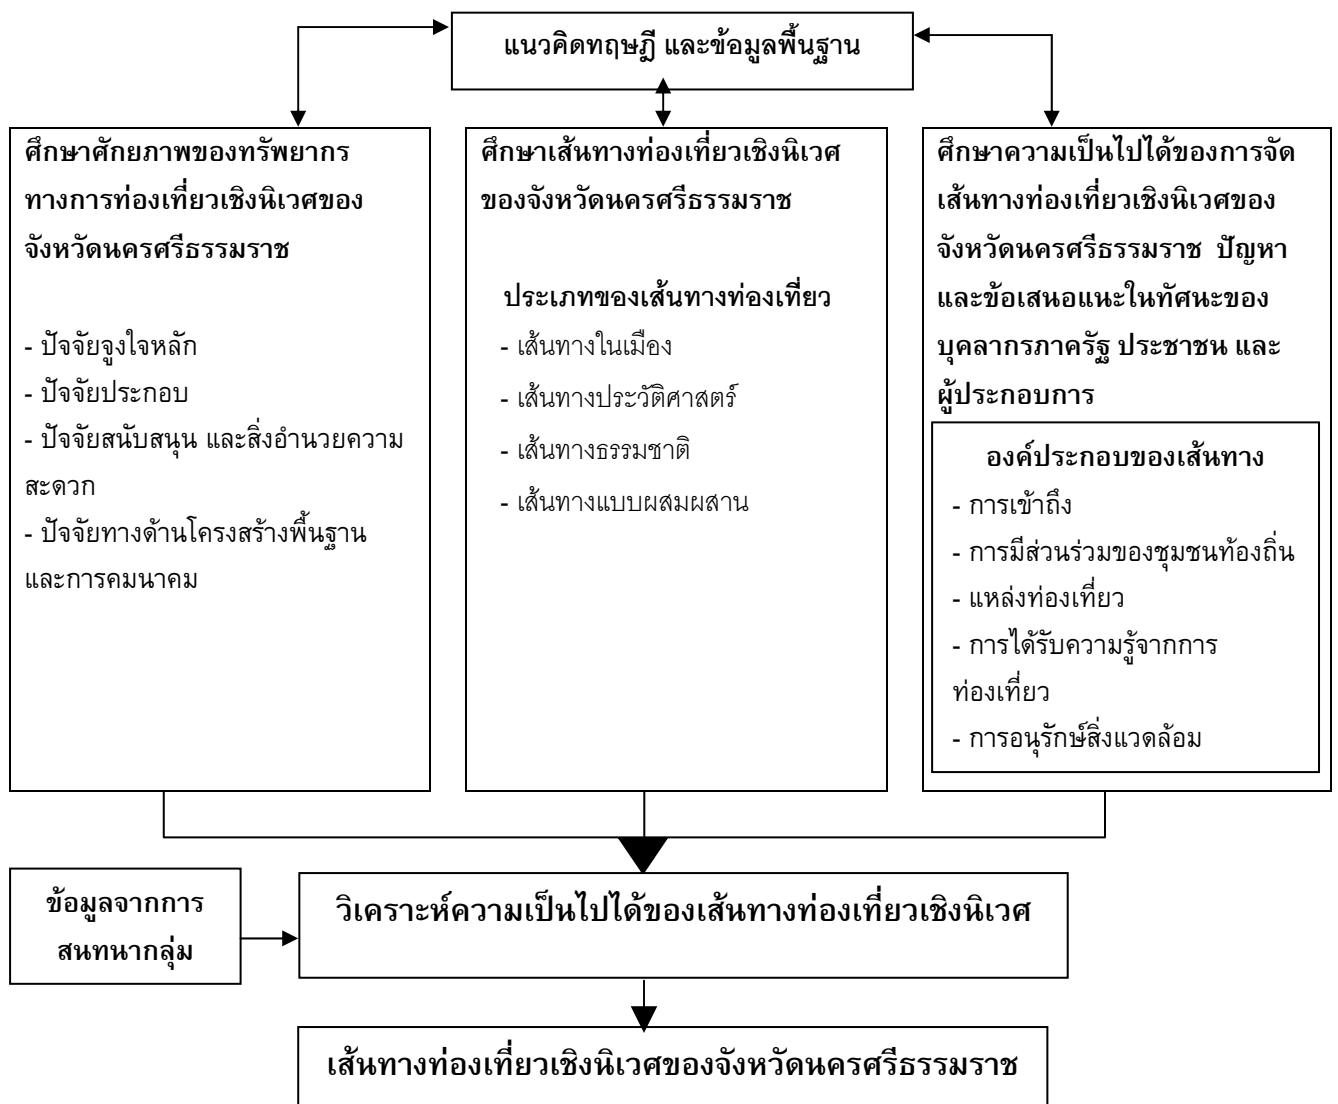 แนวคิดทฤษฎี และข้อมูลพื้นฐาน
ศึกษาศักยภาพของทรัพยากร
ทางการท่องเที่ยวเชิงนิเวศของ
จังหวัดนครศรีธรรมราช
- ปัจจัยจูงใจหลัก
- ปัจจัยประกอบ
- ปัจจัยสนับสนุน และสิ่งอำนวยความ
สะดวก
- ปัจจัยทางด้านโครงสร้างพื้นฐาน
และการคมนาคม
ศึกษาเส้นทางท่องเที่ยวเชิงนิเวศ
ของจังหวัดนครศรีธรรมราช
ประเภทของเส้นทางท่องเที่ยว
- เส้นทางในเมือง
- เส้นทางประวัติศาสตร์
- เส้นทางธรรมชาติ
- เส้นทางแบบผสมผสาน
ศึกษาความเป็นไปได้ของการจัด
เส้นทางท่องเที่ยวเชิงนิเวศของ
จังหวัดนครศรีธรรมราช ปัญหา
และข้อเสนอแนะในทัศนะของ
บุคลากรภาครัฐ ประชาชน และ
ผู้ประกอบการ
องค์ประกอบของเส้นทาง
- การเข้าถึง
- การมีส่วนร่วมของชุมชนท้องถิ่น
- แหล่งท่องเที่ยว
- การได้รับความรู้จากการ
ท่องเที่ยว
- การอนุรักษ์สิ่งแวดล้อม
ข้อมูลจากการ
สนทนากลุ่ม
วิเคราะห์ความเป็นไปได้ของเส้นทางท่องเที่ยวเชิงนิเวศ
เส้นทางท่องเที่ยวเชิงนิเวศของจังหวัดนครศรีธรรมราช